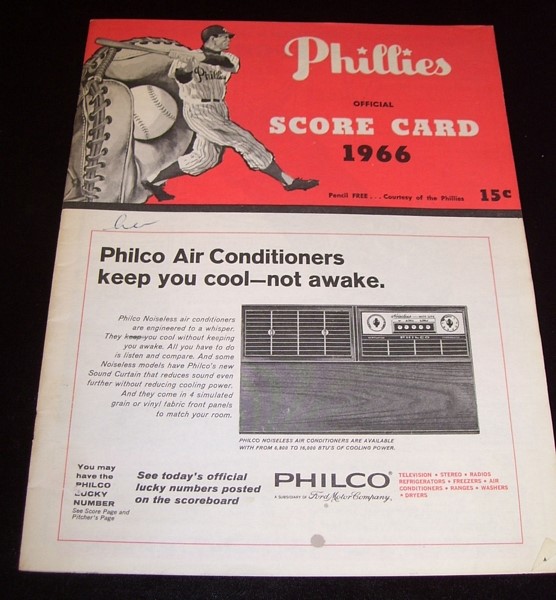 Phillies
Phillies
OFFICIAL
SCORE CARD
1966
Pencil FREE . . . Courtesy of the Phillies 15¢
Philco Air Conditioners
keep you cool—not awake.
Philco Noiseless air conditioners
are engineered to a whisper.
They keep you cool without keeping
you awake. All you have to do
is listen and compare. And some
Noiseless models have Philco's new
Sound Curtain that reduces sound even
further without reducing cooling power.
And they come in 4 simulated
grain or vinyl fabric front panels
to match your room.
PHILCO
PHILCO NOISELESS AIR CONDITIONERS ARE AVAILABLE
WITH FROM 6,800 TO 16,000 BTU'S OF COOLING POWER.
You may
have the
PHILCO
LUCKY
NUMBER
See Score Page and
Pitcher's Page
See today's official
lucky numbers posted
on the scoreboard
PHILCO®
A SUBSIDIARY OF Ford Motor Company,
TELEVISION • STEREO • RADIOS
REFRIGERATORS • FREEZERS • AIR
CONDITIONERS • RANGES • WASHERS
• DRYERS